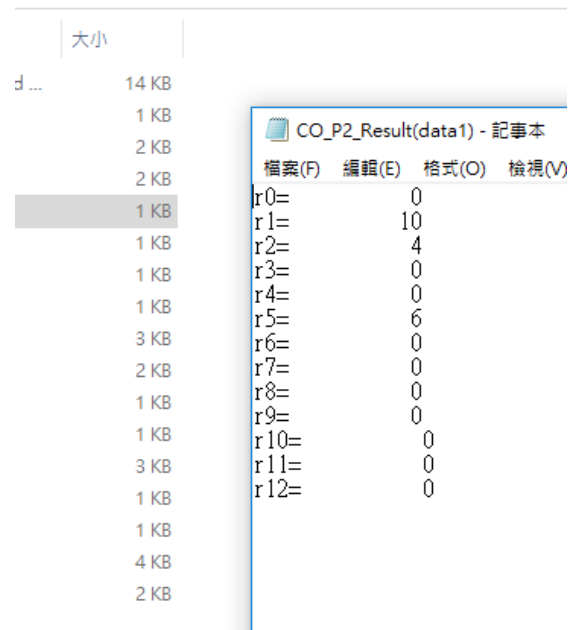 大小
d ...
14 KB
1 KB
2 KB
2 KB
1 KB
1 KB
1 KB
1 KB
3 KB
2 KB
1 KB
1 KB
3 KB
1 KB
1 KB
4 KB
2 KB
CO_P2_Result(data1) - 記事本
檔案(F) 編輯(E) 格式(O) 檢視(V)
r0= 0
r1= 10
r2= 4
r3= 0
r4= 0
r5= 6
r6= 0
r7= 0
r8= 0
r9= 0
r10= 0
r11= 0
r12= 0